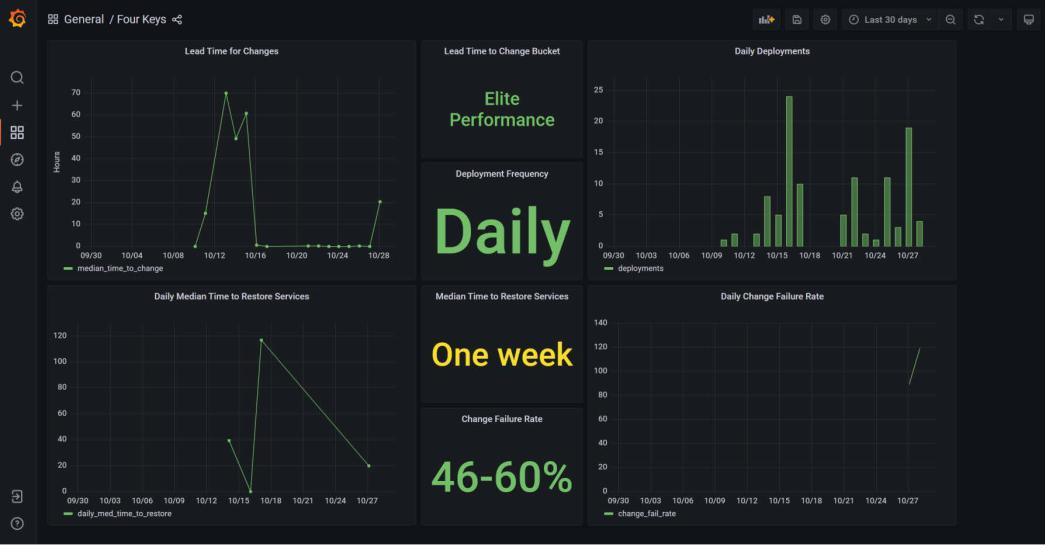 General / Four Keys
Last 30 days
Lead Time for Changes
70
60
50
40
30
20
10
0
Hours
09/30 10/04 10/08 10/12 10/16 10/20 10/24 10/28
median_time_to_change
Lead Time to Change Bucket
Elite
Performance
Deployment Frequency
Daily
Daily Deployments
25
20
15
10
5
0
09/30 10/03 10/06 10/09 10/12 10/15 10/18 10/21 10/24 10/27
deployments
Daily Median Time to Restore Services
120
100
80
60
40
20
0
09/30 10/03 10/06 10/09 10/12 10/15 10/18 10/21 10/24 10/27
daily_med_time_to_restore
Median Time to Restore Services
One week
Change Failure Rate
46-60%
Daily Change Failure Rate
140
120
100
80
60
40
20
0
09/30 10/03 10/06 10/09 10/12 10/15 10/18 10/21 10/24 10/27
change_fail_rate